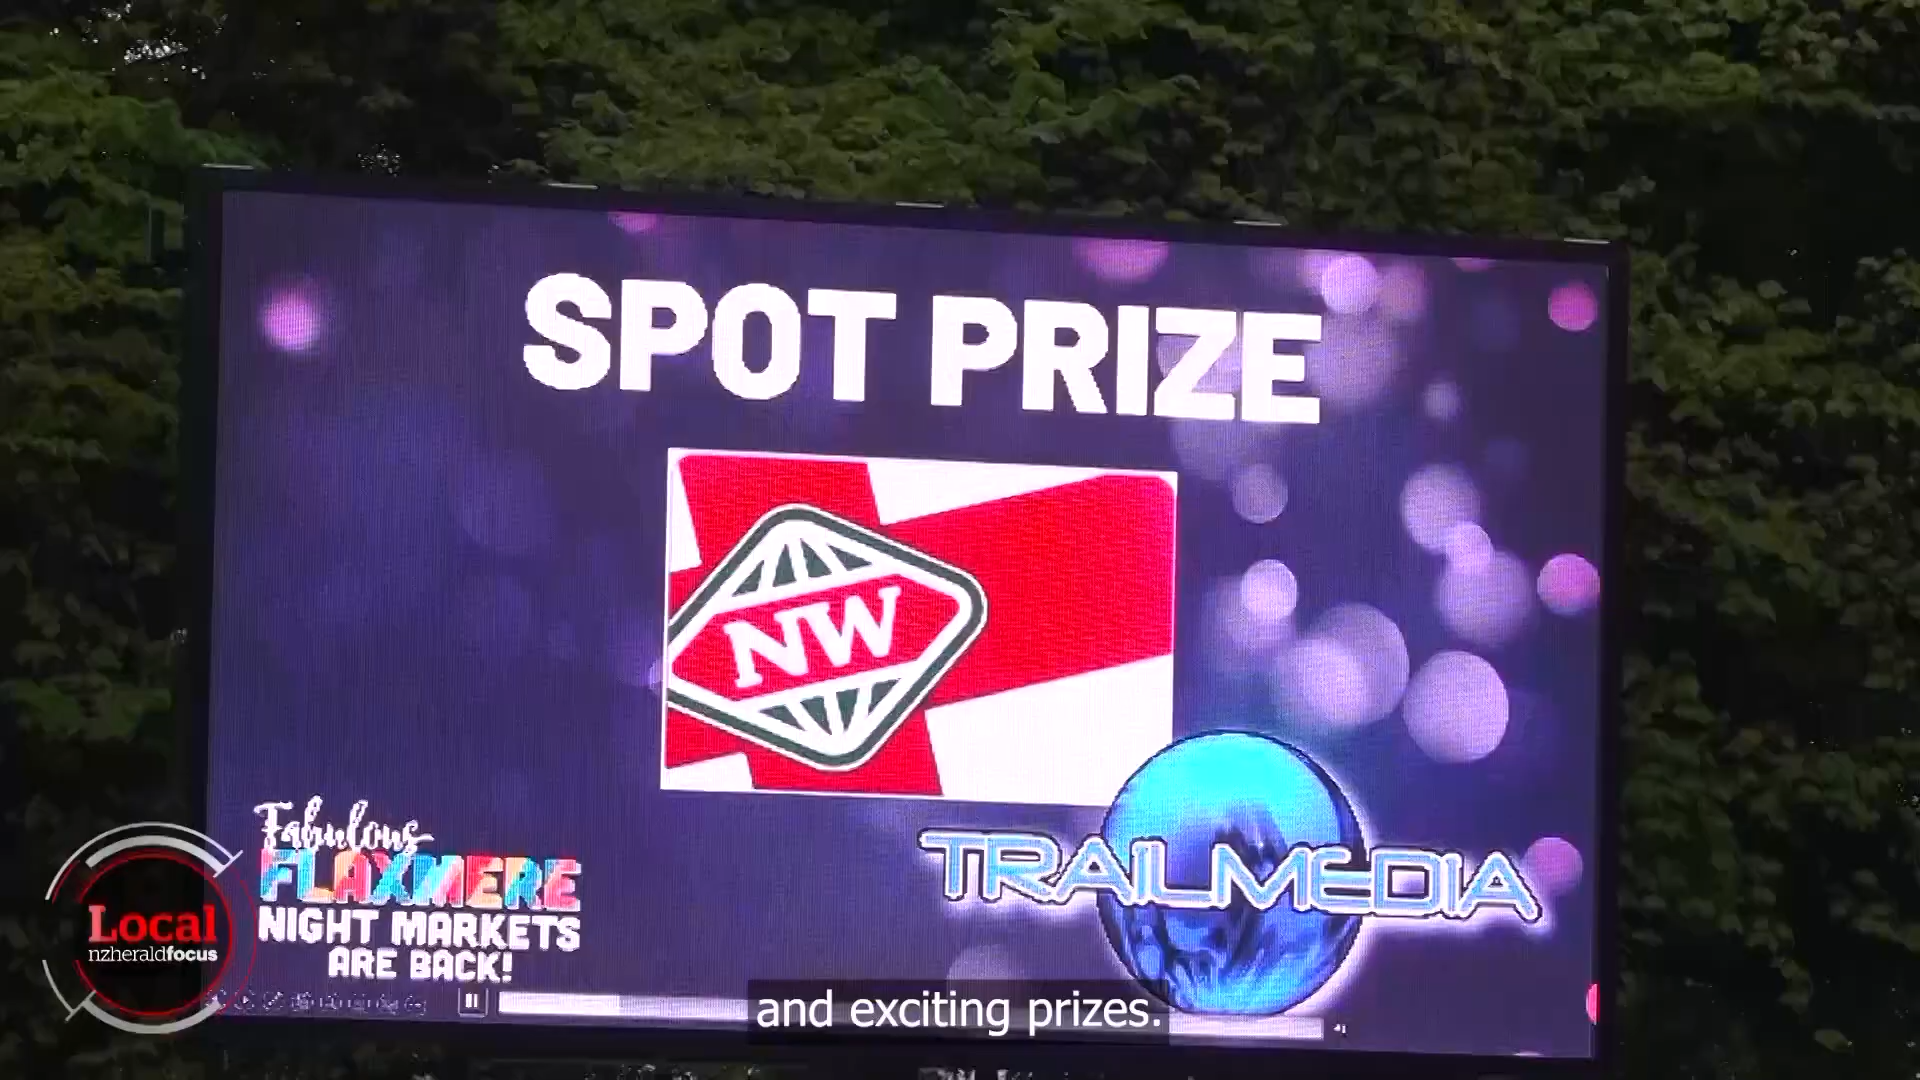 SPOT PRIZE
NW
Fabulous
FLAXMERE
NIGHT MARKETS
ARE BACK!
TRAILMEDIA
Local
nzheraldfocus
and exciting prizes.